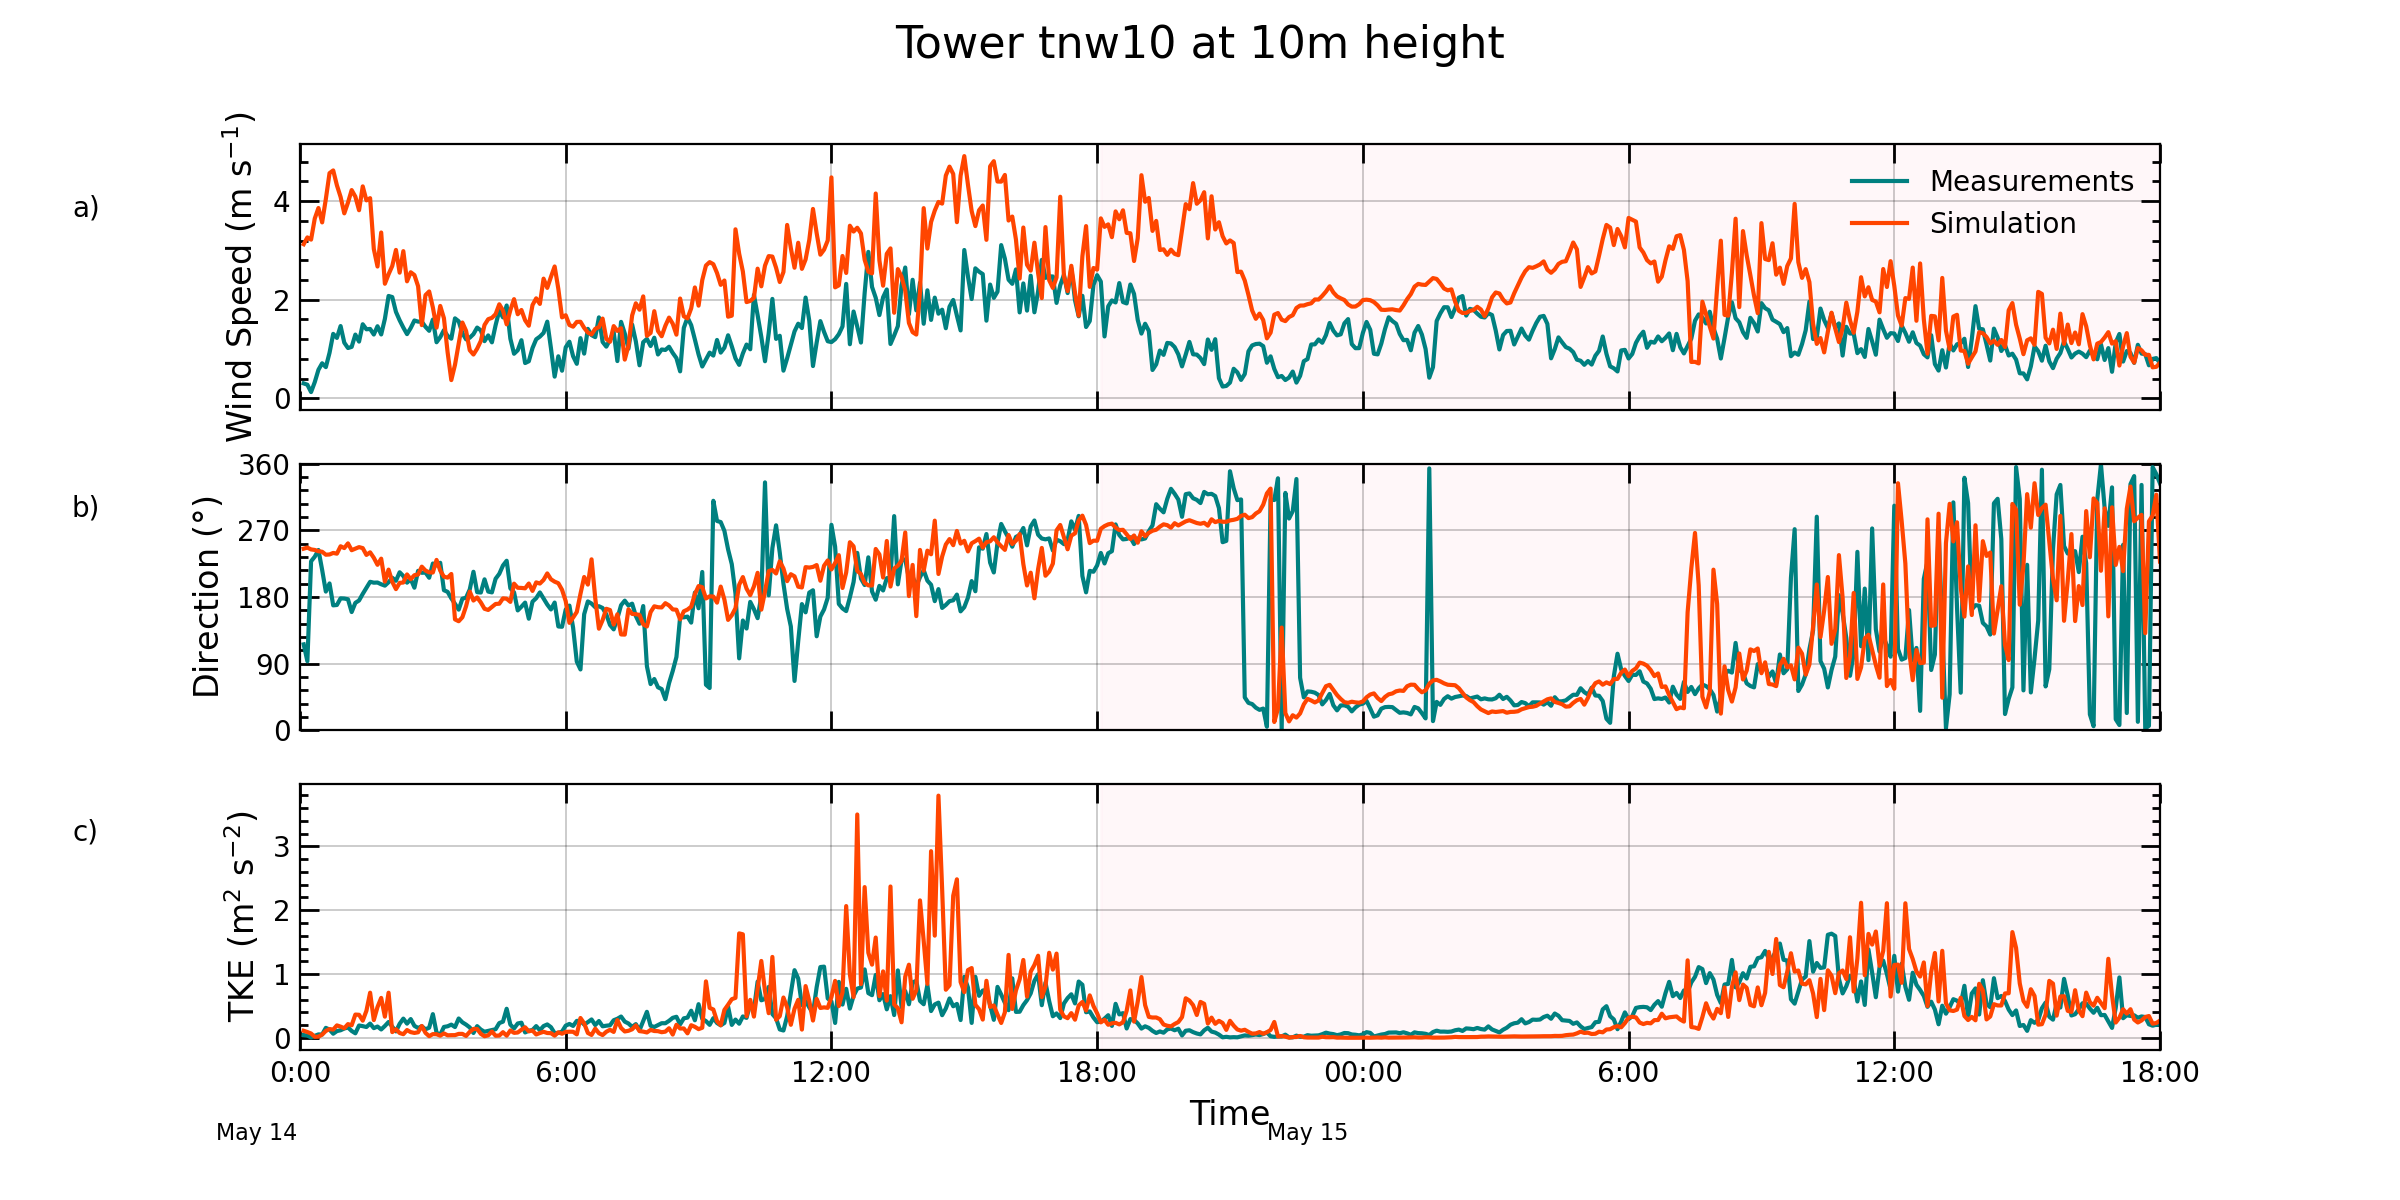 Tower tnw10 at 10m height
a)
Wind Speed (m s⁻¹)
4
2
0
Measurements
Simulation
b)
Direction (°)
360
270
180
90
0
c)
TKE (m² s⁻²)
3
2
1
0
0:00 6:00 12:00 18:00 00:00 6:00 12:00 18:00
Time
May 14 May 15